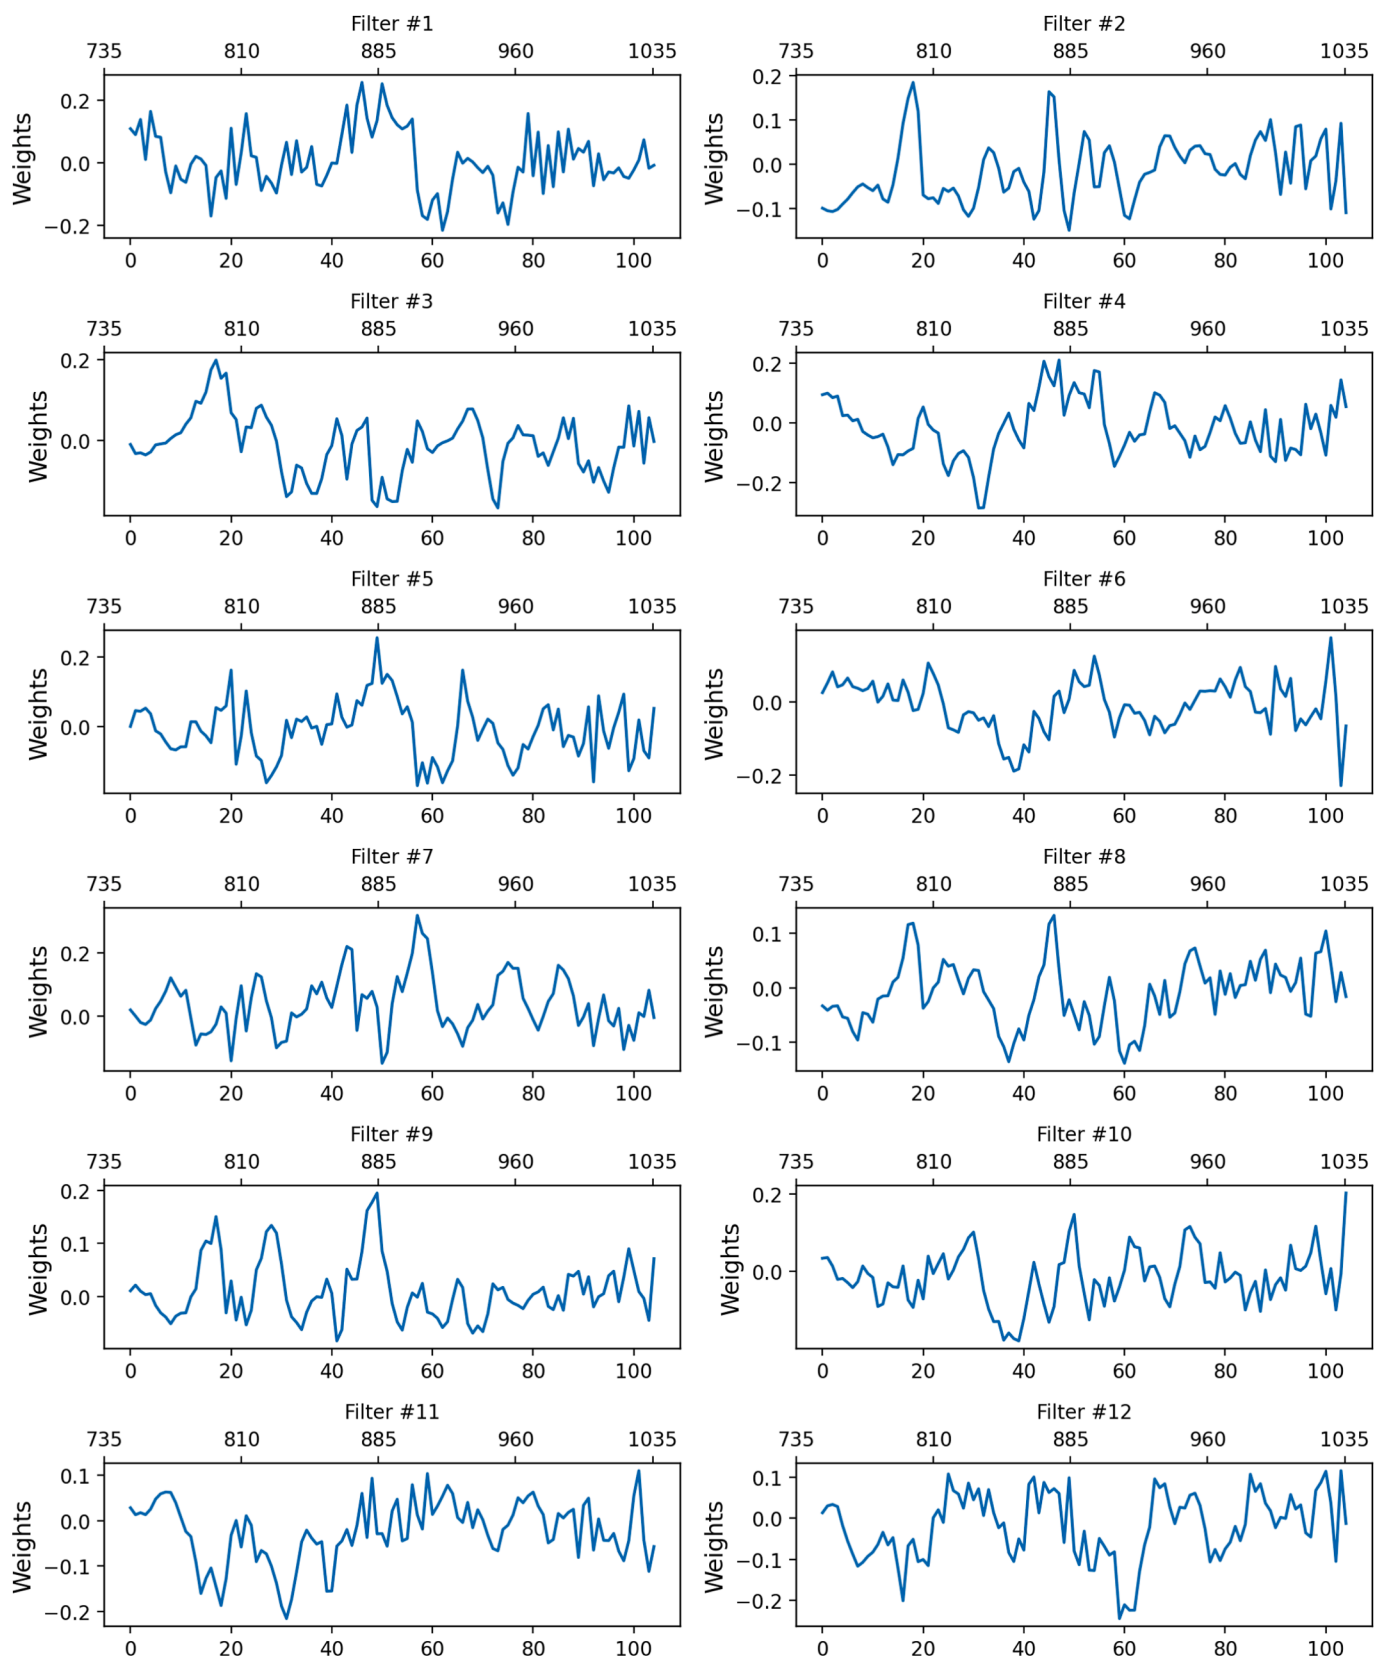 Filter #1 Filter #2
735 810 885 960 1035 735 810 885 960 1035
Weights 0.2 0.0 −0.2 Weights 0.2 0.1 0.0 −0.1
0 20 40 60 80 100 0 20 40 60 80 100
Filter #3 Filter #4
735 810 885 960 1035 735 810 885 960 1035
Weights 0.2 0.0 Weights 0.2 0.0 −0.2
0 20 40 60 80 100 0 20 40 60 80 100
Filter #5 Filter #6
735 810 885 960 1035 735 810 885 960 1035
Weights 0.2 0.0 Weights 0.0 −0.2
0 20 40 60 80 100 0 20 40 60 80 100
Filter #7 Filter #8
735 810 885 960 1035 735 810 885 960 1035
Weights 0.2 0.0 Weights 0.1 0.0 −0.1
0 20 40 60 80 100 0 20 40 60 80 100
Filter #9 Filter #10
735 810 885 960 1035 735 810 885 960 1035
Weights 0.2 0.1 0.0 Weights 0.2 0.0
0 20 40 60 80 100 0 20 40 60 80 100
Filter #11 Filter #12
735 810 885 960 1035 735 810 885 960 1035
Weights 0.1 0.0 −0.1 −0.2 Weights 0.1 0.0 −0.1 −0.2
0 20 40 60 80 100 0 20 40 60 80 100